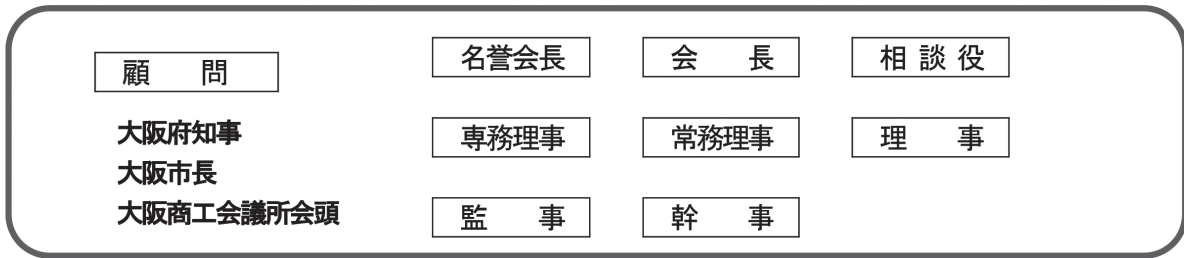 顧　問
大阪府知事
大阪市長
大阪商工会議所会頭
名誉会長
会　長
相談役
専務理事
常務理事
理　事
監　事
幹　事